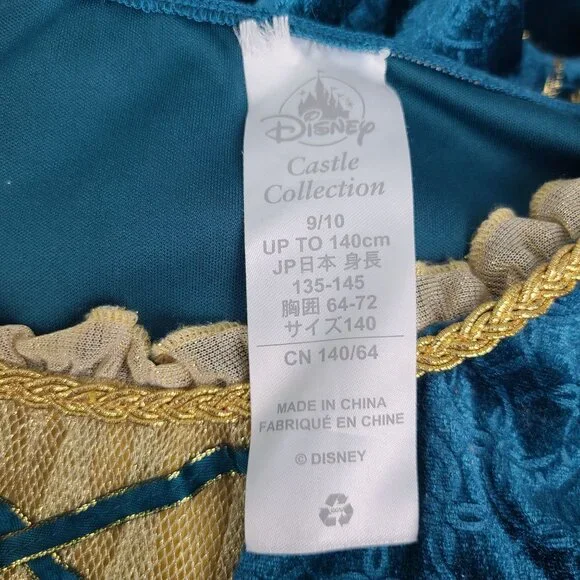 Disney
Castle
Collection
9/10
UP TO 140cm
JP日本 身長
135-145
胸囲 64-72
サイズ140
CN 140/64
MADE IN CHINA
FABRIQUÉ EN CHINE
© DISNEY